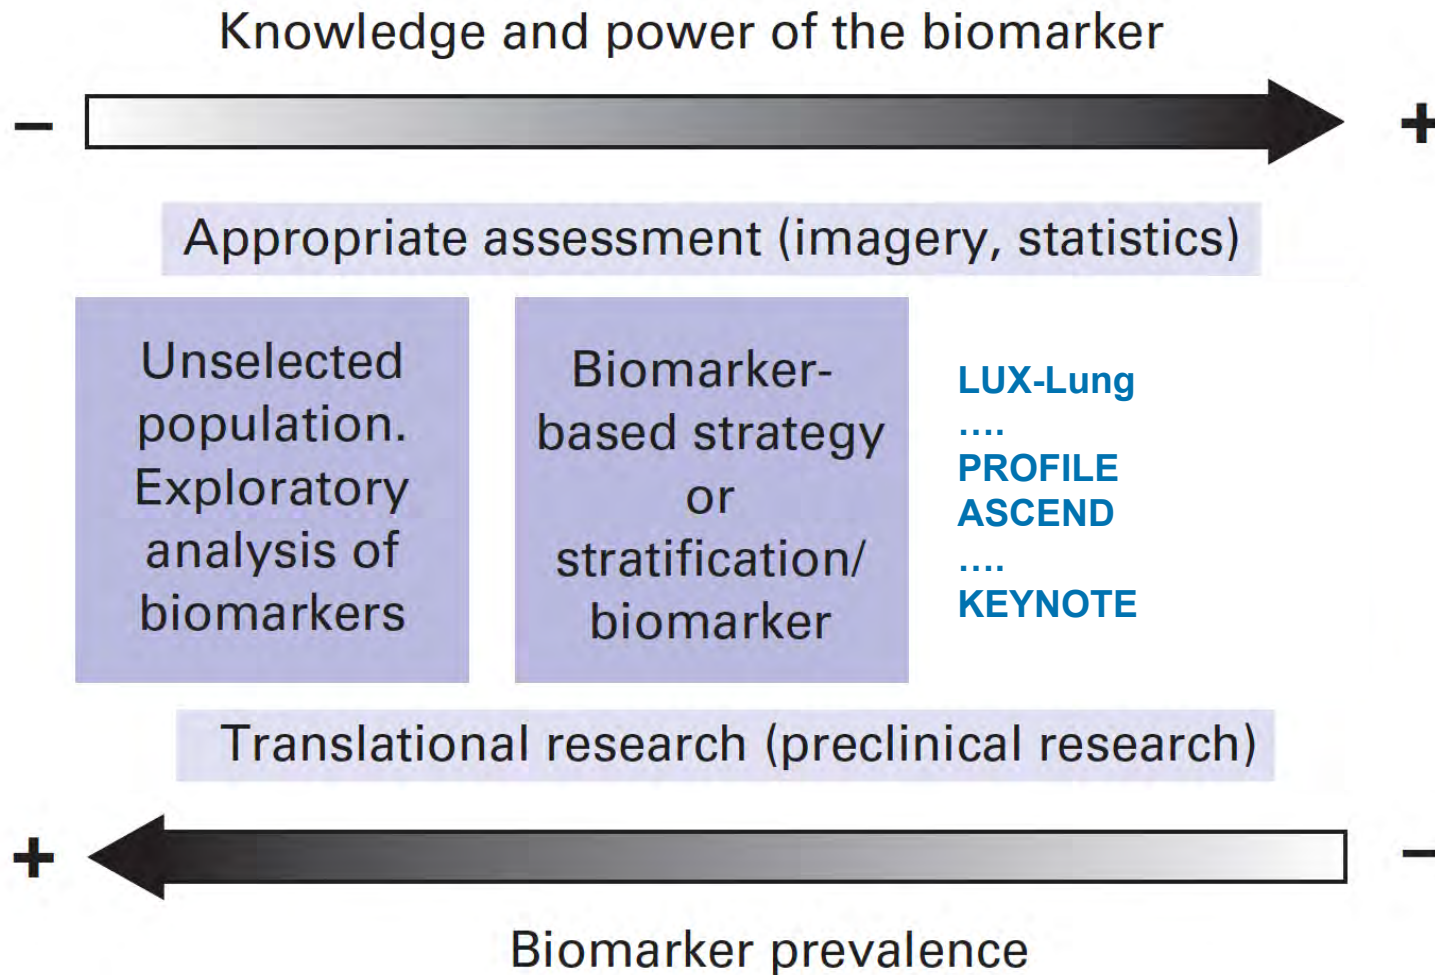 Knowledge and power of the biomarker
–
+
Appropriate assessment (imagery, statistics)
Unselected
population.
Exploratory
analysis of
biomarkers
Biomarker-
based strategy
or
stratification/
biomarker
LUX-Lung
....
PROFILE
ASCEND
....
KEYNOTE
Translational research (preclinical research)
+
–
Biomarker prevalence